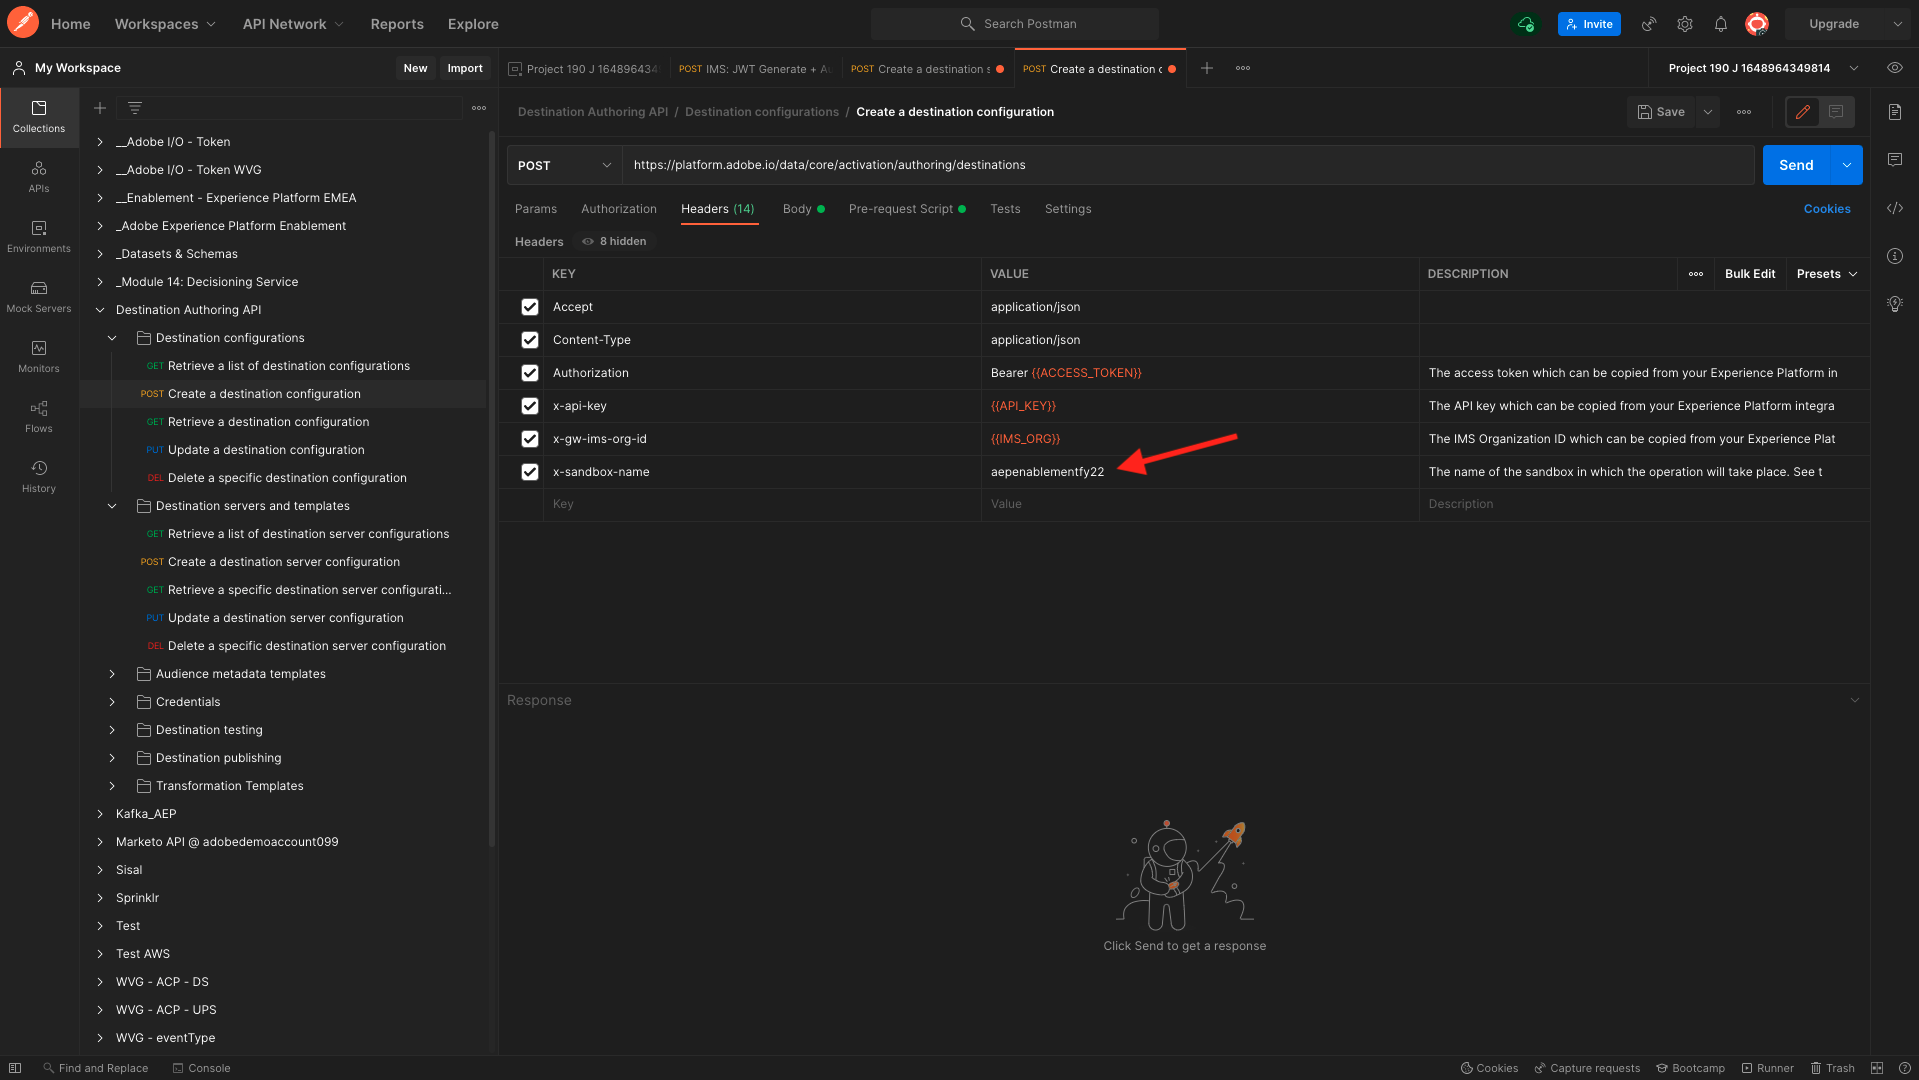 Home
Workspaces
API Network
Reports
Explore
Search Postman
Invite
Upgrade
My Workspace
New
Import
Project 190 J 164896434
POST IMS: JWT Generate + A
POST Create a destination s
POST Create a destination c
Project 190 J 1648964349814
Collections
APIs
Environments
Mock Servers
Monitors
Flows
History
__Adobe I/O - Token
__Adobe I/O - Token WVG
__Enablement - Experience Platform EMEA
_Adobe Experience Platform Enablement
_Datasets & Schemas
_Module 14: Decisioning Service
Destination Authoring API
Destination configurations
GET Retrieve a list of destination configurations
POST Create a destination configuration
GET Retrieve a destination configuration
PUT Update a destination configuration
DEL Delete a specific destination configuration
Destination servers and templates
GET Retrieve a list of destination server configurations
POST Create a destination server configuration
GET Retrieve a specific destination server configurati...
PUT Update a destination server configuration
DEL Delete a specific destination server configuration
Audience metadata templates
Credentials
Destination testing
Destination publishing
Transformation Templates
Kafka_AEP
Marketo API @ adobedemoaccount099
Sisal
Sprinklr
Test
Test AWS
WVG - ACP - DS
WVG - ACP - UPS
WVG - eventType
Destination Authoring API / Destination configurations / Create a destination configuration
Save
POST
https://platform.adobe.io/data/core/activation/authoring/destinations
Send
Params
Authorization
Headers (14)
Body
Pre-request Script
Tests
Settings
Cookies
Headers
8 hidden
KEY VALUE DESCRIPTION
Bulk Edit
Presets
Accept application/json
Content-Type application/json
Authorization Bearer {{ACCESS_TOKEN}} The access token which can be copied from your Experience Platform in
x-api-key {{API_KEY}} The API key which can be copied from your Experience Platform integra
x-gw-ims-org-id {{IMS_ORG}} The IMS Organization ID which can be copied from your Experience Plat
x-sandbox-name aepenablementfy22 The name of the sandbox in which the operation will take place. See t
Key Value Description
Response
Click Send to get a response
Find and Replace
Console
Cookies
Capture requests
Bootcamp
Runner
Trash